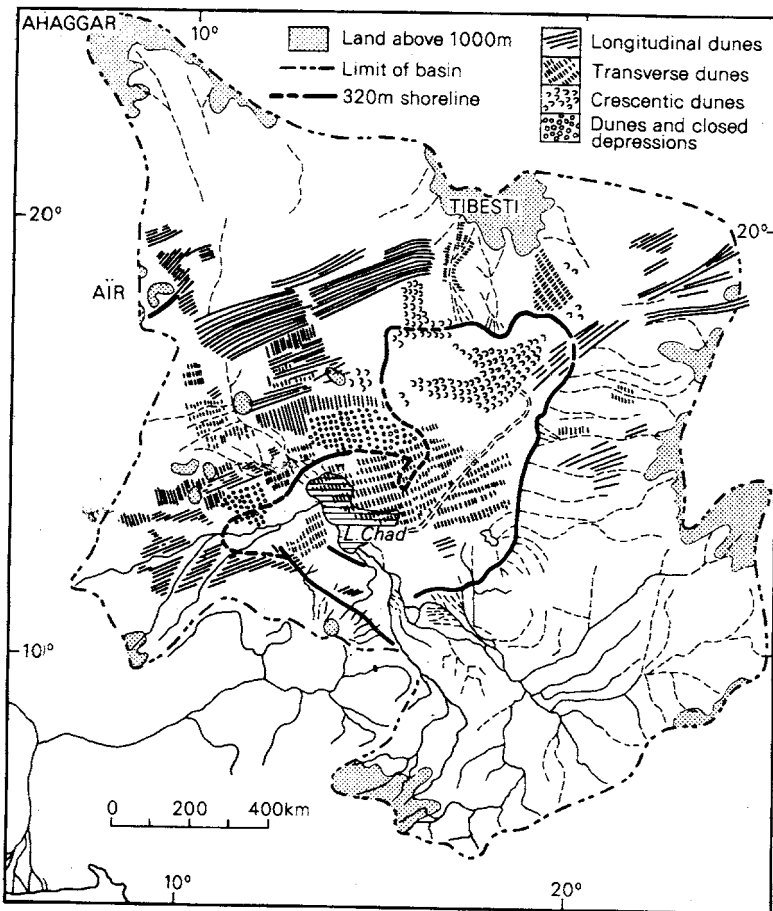 AHAGGAR
10°
Land above 1000m
Limit of basin
320m shoreline
Longitudinal dunes
Transverse dunes
Crescentic dunes
Dunes and closed
depressions
20°
TIBESTI
20°
AÏR
L. Chad
10°
0 200 400km
10°
20°